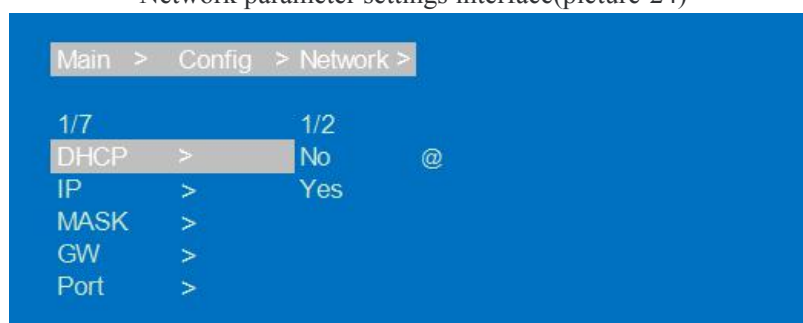 Network parameter settings interface(picture-24)
Main > Config > Network >
1/7 1/2
DHCP > No @
IP > Yes
MASK >
GW >
Port >